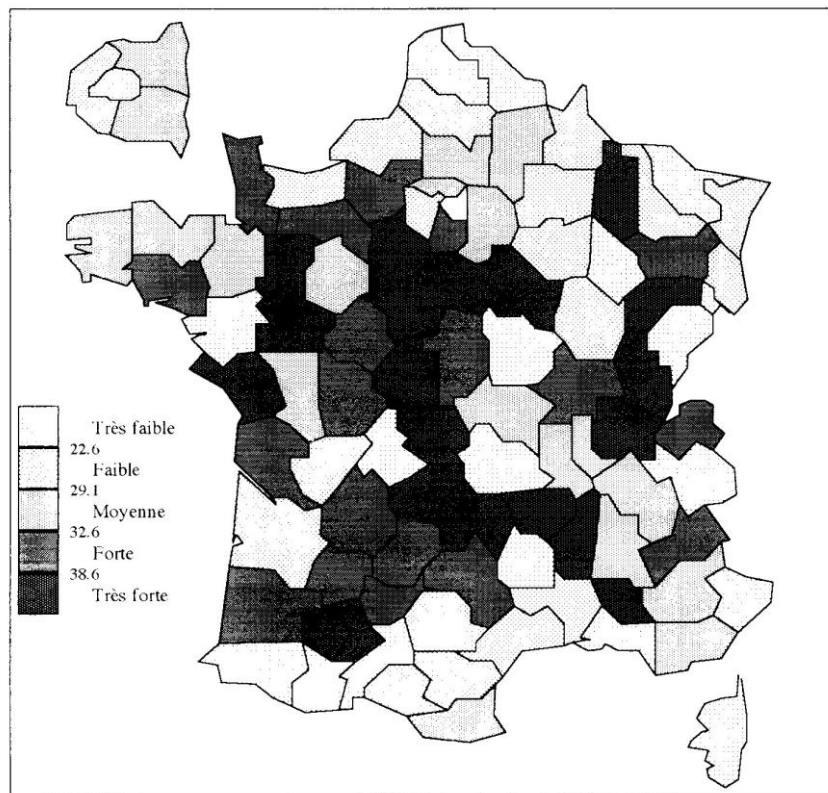 Très faible
22.6
Faible
29.1
Moyenne
32.6
Forte
38.6
Très forte